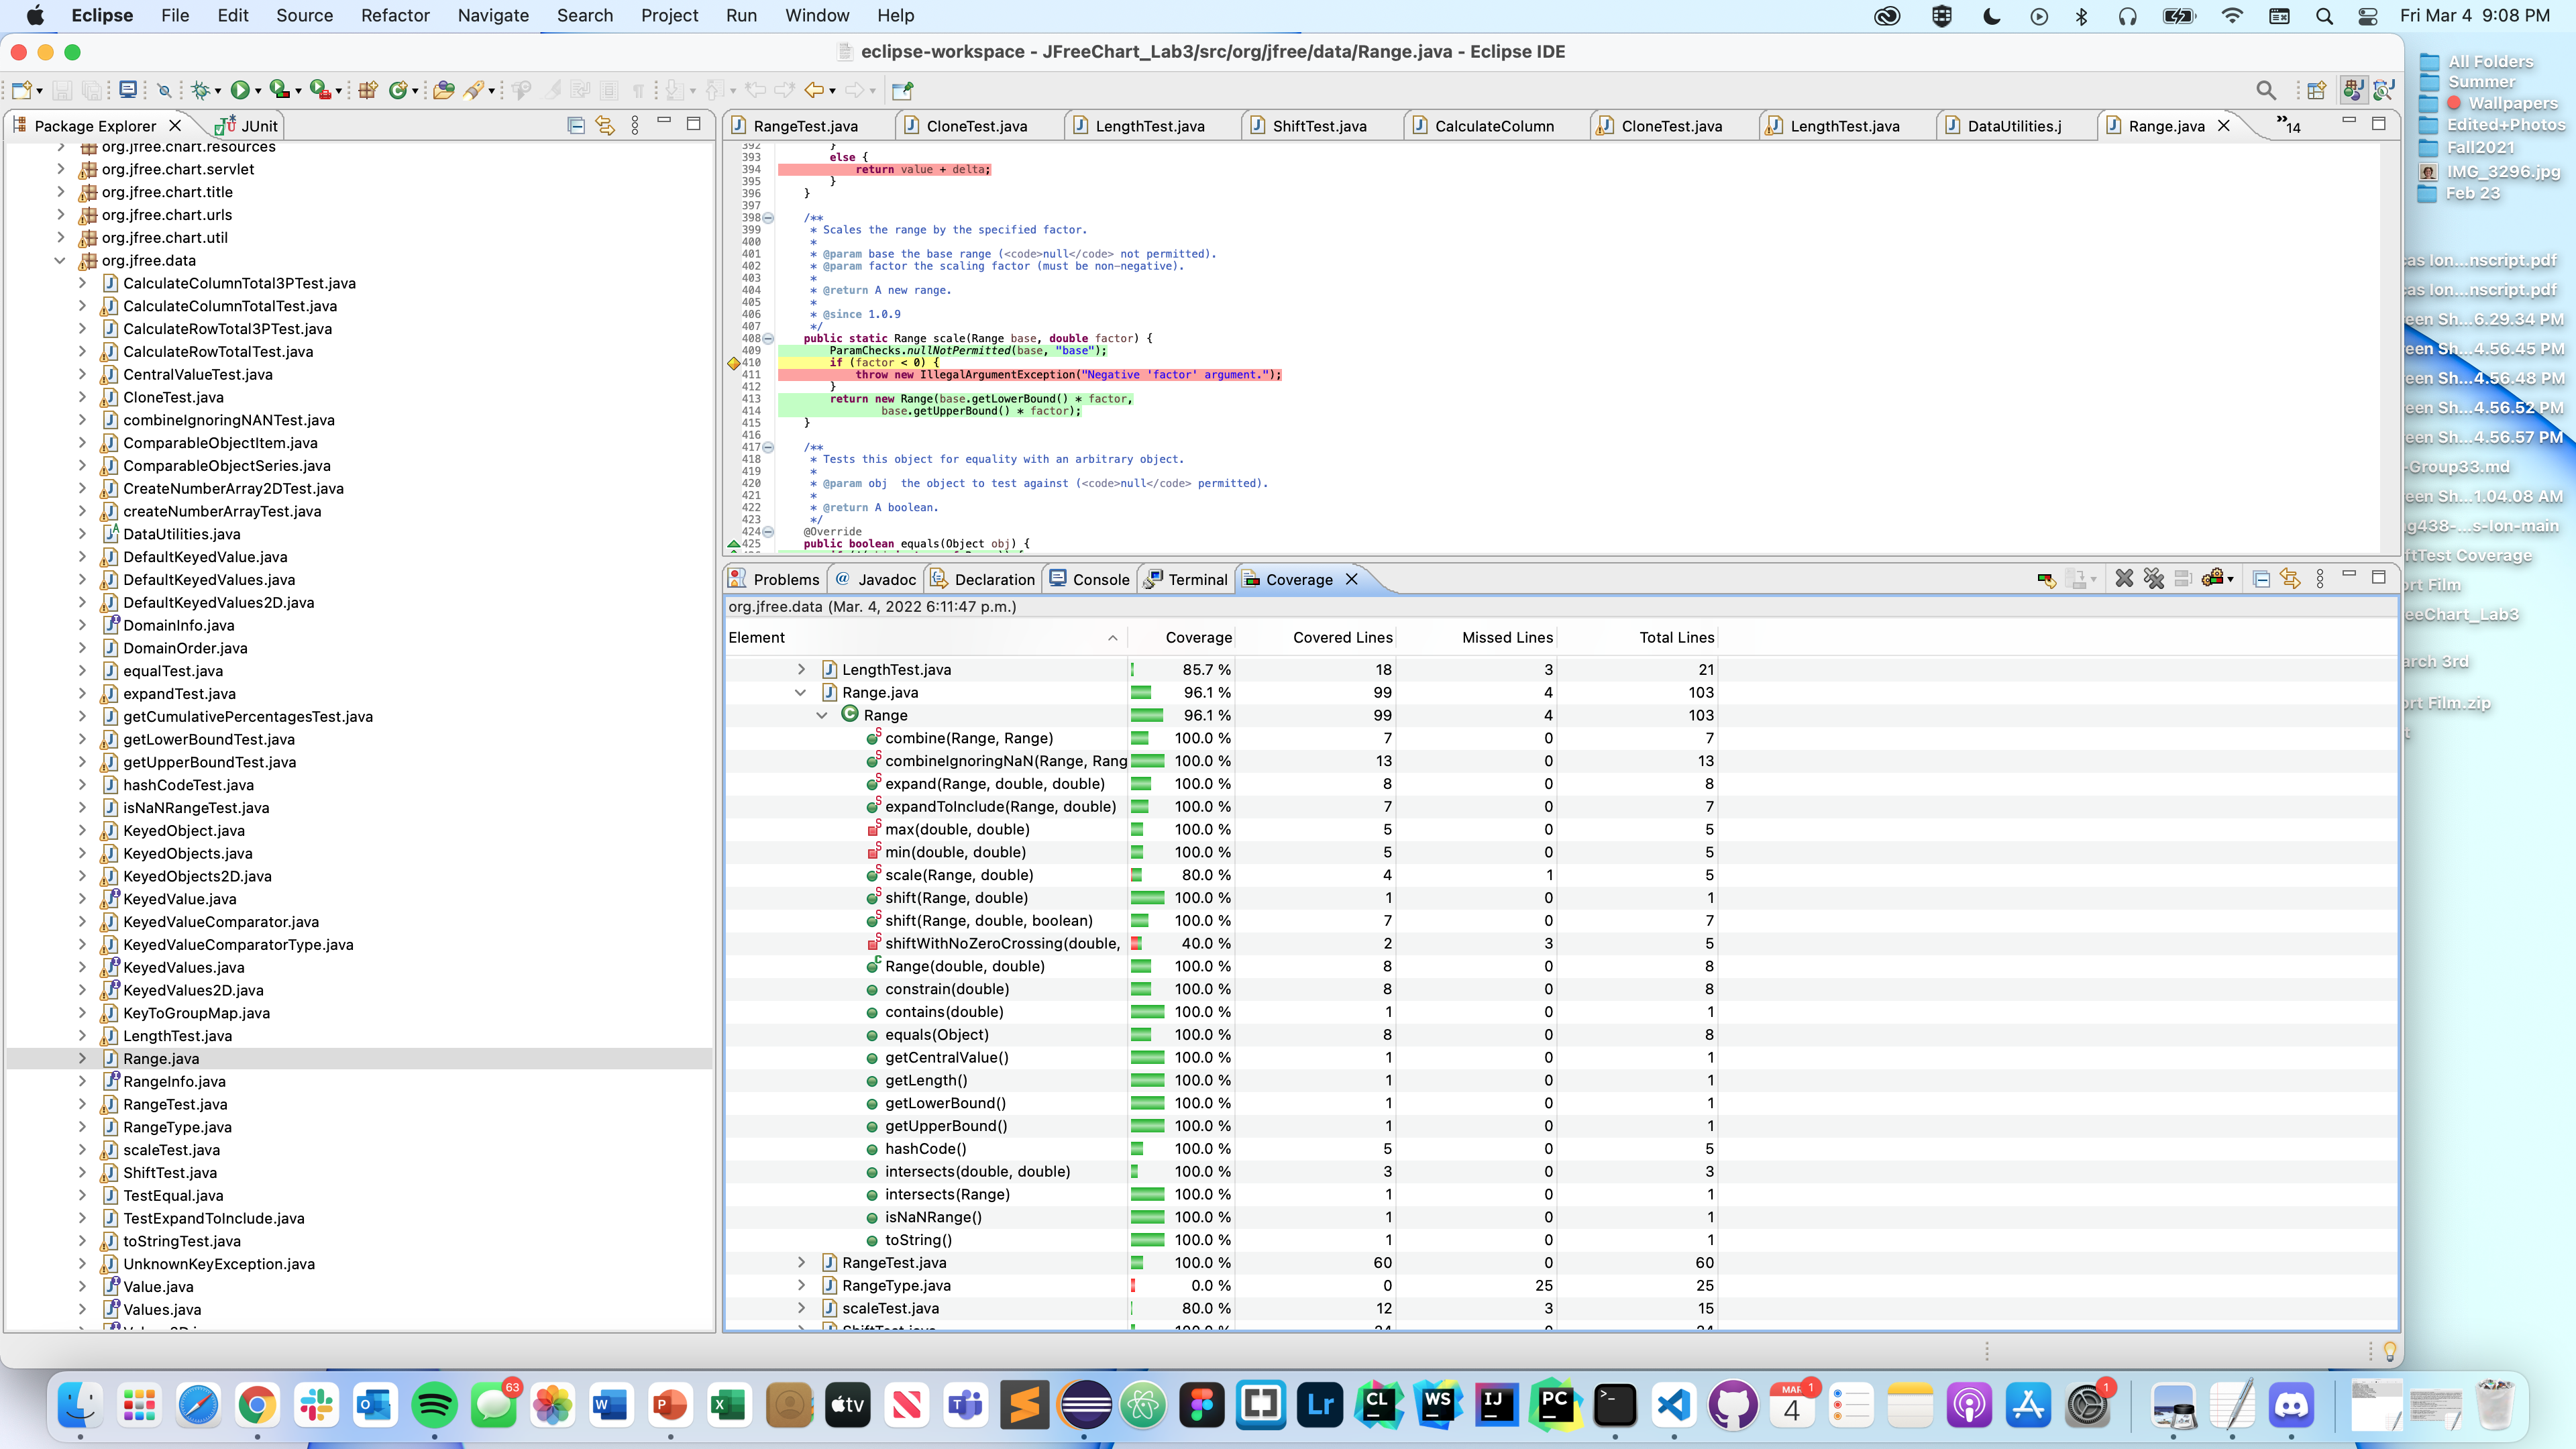 Eclipse File Edit Source Refactor Navigate Search Project Run Window Help
Fri Mar 4 9:08 PM
eclipse-workspace - JFreeChart_Lab3/src/org/jfree/data/Range.java - Eclipse IDE
Package Explorer
JUnit
org.jfree.chart.resources
org.jfree.chart.servlet
org.jfree.chart.title
org.jfree.chart.urls
org.jfree.chart.util
org.jfree.data
CalculateColumnTotal3PTest.java
CalculateColumnTotalTest.java
CalculateRowTotal3PTest.java
CalculateRowTotalTest.java
CentralValueTest.java
CloneTest.java
combineIgnoringNANTest.java
ComparableObjectItem.java
ComparableObjectSeries.java
CreateNumberArray2DTest.java
createNumberArrayTest.java
DataUtilities.java
DefaultKeyedValue.java
DefaultKeyedValues.java
DefaultKeyedValues2D.java
DomainInfo.java
DomainOrder.java
equalTest.java
expandTest.java
getCumulativePercentagesTest.java
getLowerBoundTest.java
getUpperBoundTest.java
hashCodeTest.java
isNaNRangeTest.java
KeyedObject.java
KeyedObjects.java
KeyedObjects2D.java
KeyedValue.java
KeyedValueComparator.java
KeyedValueComparatorType.java
KeyedValues.java
KeyedValues2D.java
KeyToGroupMap.java
LengthTest.java
Range.java
RangeInfo.java
RangeTest.java
RangeType.java
scaleTest.java
ShiftTest.java
TestEqual.java
TestExpandToInclude.java
toStringTest.java
UnknownKeyException.java
Value.java
Values.java
RangeTest.java CloneTest.java LengthTest.java ShiftTest.java CalculateColumn CloneTest.java LengthTest.java DataUtilities.j Range.java 14
392 }
393 else {
394 return value + delta;
395 }
396 }
397
398 /**
399 * Scales the range by the specified factor.
400 *
401 * @param base the base range (<code>null</code> not permitted).
402 * @param factor the scaling factor (must be non-negative).
403 *
404 * @return A new range.
405 *
406 * @since 1.0.9
407 */
408 public static Range scale(Range base, double factor) {
409 ParamChecks.nullNotPermitted(base, "base");
410 if (factor < 0) {
411 throw new IllegalArgumentException("Negative 'factor' argument.");
412 }
413 return new Range(base.getLowerBound() * factor,
414 base.getUpperBound() * factor);
415 }
416
417 /**
418 * Tests this object for equality with an arbitrary object.
419 *
420 * @param obj the object to test against (<code>null</code> permitted).
421 *
422 * @return A boolean.
423 */
424 @Override
425 public boolean equals(Object obj) {
Problems @ Javadoc Declaration Console Terminal Coverage
org.jfree.data (Mar. 4, 2022 6:11:47 p.m.)
Element Coverage Covered Lines Missed Lines Total Lines
LengthTest.java 85.7 % 18 3 21
Range.java 96.1 % 99 4 103
Range 96.1 % 99 4 103
combine(Range, Range) 100.0 % 7 0 7
combineIgnoringNaN(Range, Rang 100.0 % 13 0 13
expand(Range, double, double) 100.0 % 8 0 8
expandToInclude(Range, double) 100.0 % 7 0 7
max(double, double) 100.0 % 5 0 5
min(double, double) 100.0 % 5 0 5
scale(Range, double) 80.0 % 4 1 5
shift(Range, double) 100.0 % 1 0 1
shift(Range, double, boolean) 100.0 % 7 0 7
shiftWithNoZeroCrossing(double, 40.0 % 2 3 5
Range(double, double) 100.0 % 8 0 8
constrain(double) 100.0 % 8 0 8
contains(double) 100.0 % 1 0 1
equals(Object) 100.0 % 8 0 8
getCentralValue() 100.0 % 1 0 1
getLength() 100.0 % 1 0 1
getLowerBound() 100.0 % 1 0 1
getUpperBound() 100.0 % 1 0 1
hashCode() 100.0 % 5 0 5
intersects(double, double) 100.0 % 3 0 3
intersects(Range) 100.0 % 1 0 1
isNaNRange() 100.0 % 1 0 1
toString() 100.0 % 1 0 1
RangeTest.java 100.0 % 60 0 60
RangeType.java 0.0 % 0 25 25
scaleTest.java 80.0 % 12 3 15
All Folders
Summer
Wallpapers
Edited+Photos
Fall2021
IMG_3296.jpg
Feb 23
as lon...nscript.pdf
as lon...nscript.pdf
een Sh...6.29.34 PM
een Sh...4.56.45 PM
een Sh...4.56.48 PM
een Sh...4.56.52 PM
een Sh...4.56.57 PM
-Group33.md
een Sh...1.04.08 AM
g438-...s-lon-main
ftTest Coverage
ort Film
eeChart_Lab3
arch 3rd
ort Film.zip
63
W
P
X
tv
Lr
CL
WS
IJ
PC
MAR 1
4
1